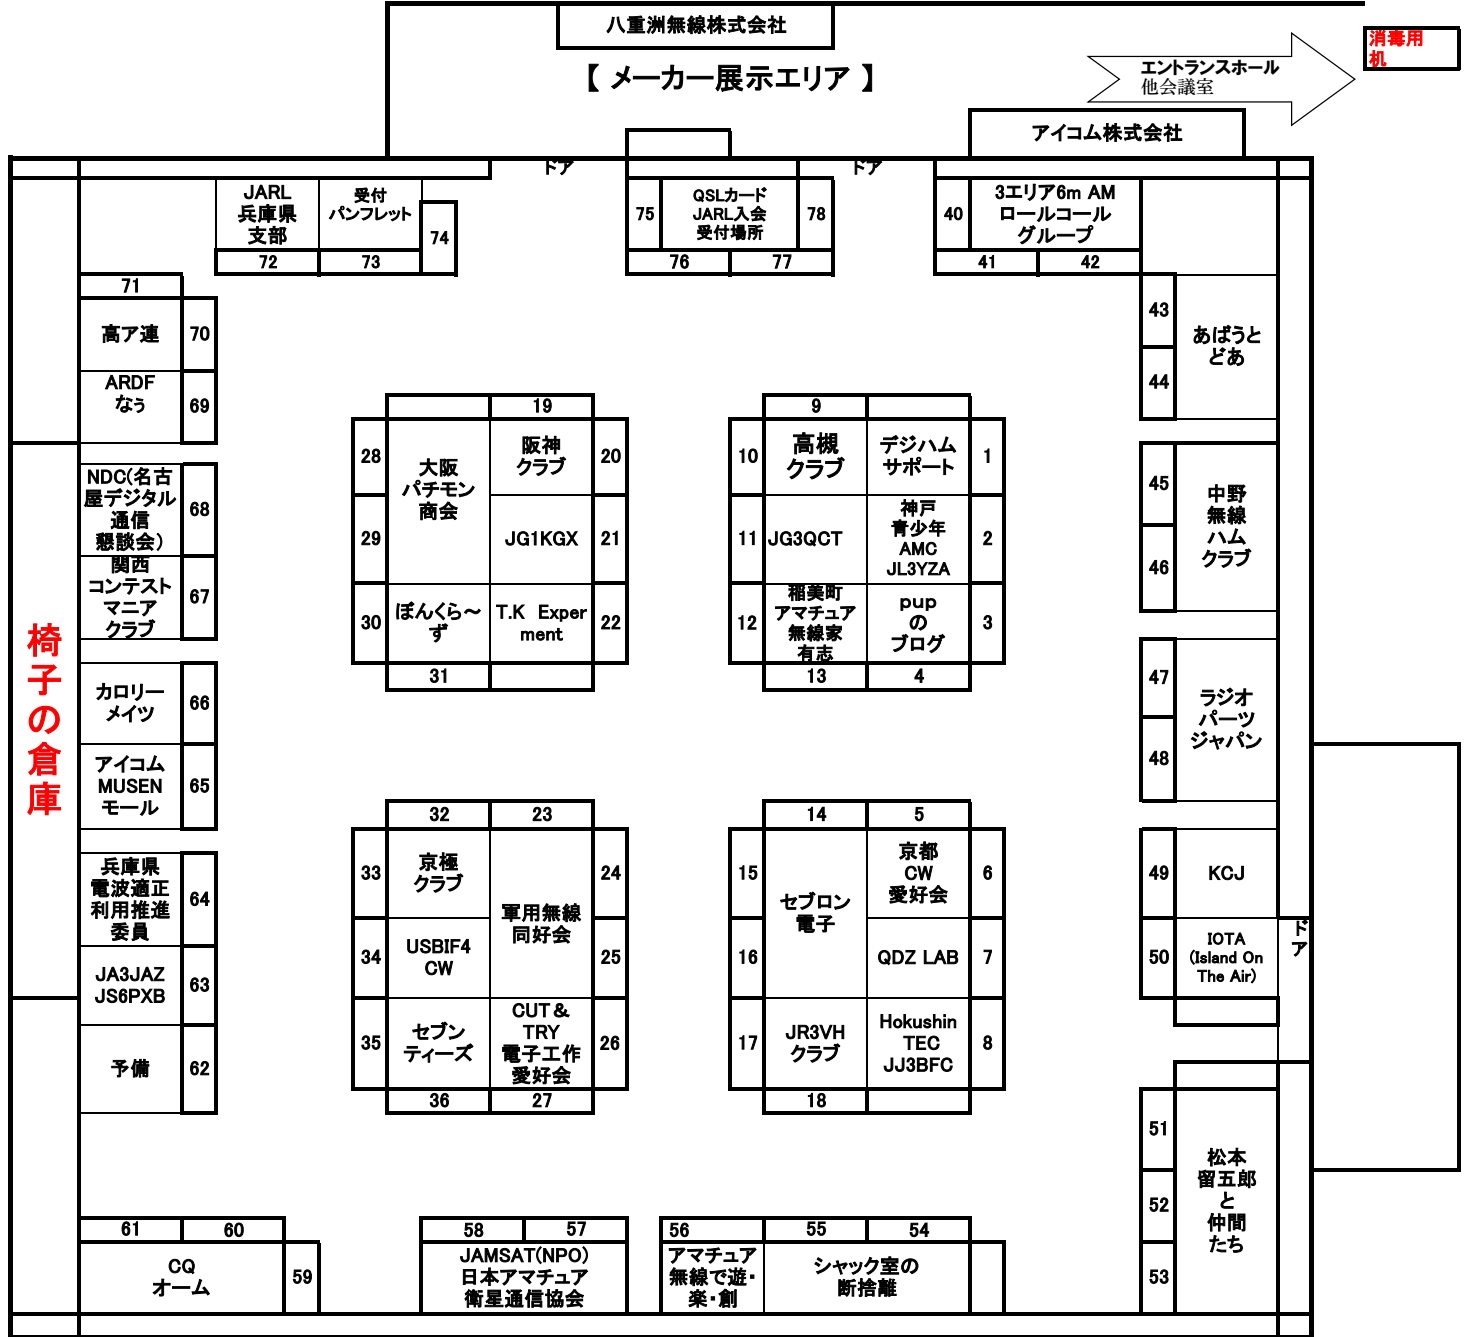 八重洲無線株式会社
【 メーカー展示エリア 】
エントランスホール
他会議室
消毒用
机
アイコム株式会社
ドア
ドア
JARL
兵庫県
支部
72
受付
パンフレット
73
74
75
QSLカード
JARL入会
受付場所
78
76
77
40
3エリア6m AM
ロールコール
グループ
41
42
71
高ア連
70
ARDF
なぅ
69
NDC(名古
屋デジタル
通信
懇談会)
68
関西
コンテスト
マニア
クラブ
67
カロリー
メイツ
66
アイコム
MUSEN
モール
65
兵庫県
電波適正
利用推進
委員
64
JA3JAZ
JS6PXB
63
予備
62
椅子の倉庫
19
28
大阪
パチモン
商会
阪神
クラブ
20
29
JG1KGX
21
30
ぼんくら～
ず
T.K Exper
ment
22
31
9
10
高槻
クラブ
デジハム
サポート
1
11
JG3QCT
神戸
青少年
AMC
JL3YZA
2
12
稲美町
アマチュア
無線家
有志
pup
の
ブログ
3
13
4
43
44
あばうと
どあ
45
46
中野
無線
ハム
クラブ
47
48
ラジオ
パーツ
ジャパン
49
KCJ
50
IOTA
(Island On
The Air)
ドア
32
23
33
京極
クラブ
軍用無線
同好会
24
34
USBIF4
CW
25
35
セブン
ティーズ
CUT＆
TRY
電子工作
愛好会
26
36
27
14
5
15
セブロン
電子
京都
CW
愛好会
6
16
QDZ LAB
7
17
JR3VH
クラブ
Hokushin
TEC
JJ3BFC
8
18
51
52
53
松本
留五郎
と
仲間
たち
61
60
CQ
オーム
59
58
57
JAMSAT(NPO)
日本アマチュア
衛星通信協会
56
アマチュア
無線で遊・
楽・創
55
54
シャック室の
断捨離